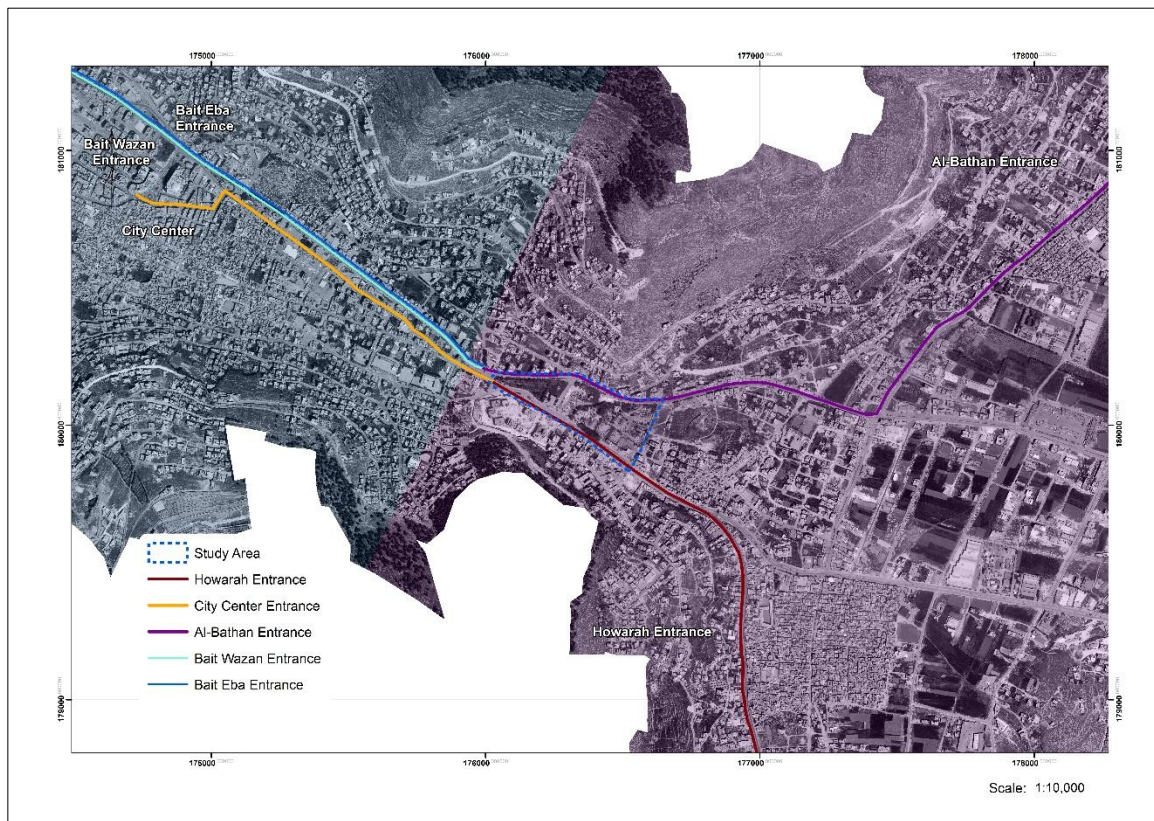 175000
176000
177000
178000
Bait Eba
Entrance
Bait Wazan
Entrance
181000
181000
Al-Bathan Entrance
City Center
180000
180000
Study Area
Howarah Entrance
City Center Entrance
Al-Bathan Entrance
Bait Wazan Entrance
Bait Eba Entrance
Howarah Entrance
179000
179000
175000
176000
177000
178000
Scale: 1:10,000